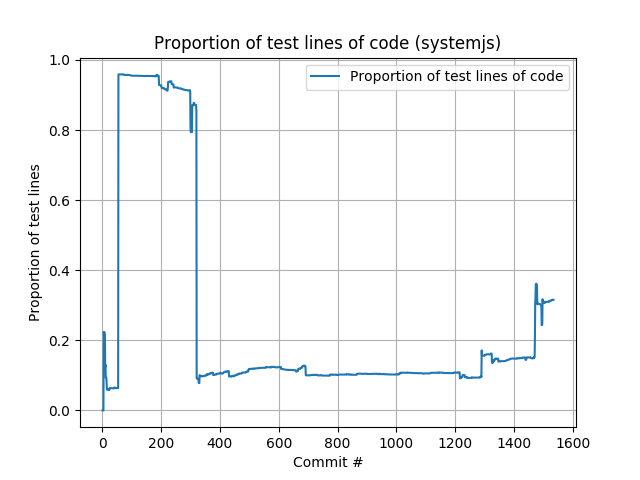 Proportion of test lines of code (systemjs)
Proportion of test lines of code
1.0
0.8
0.6
0.4
0.2
0.0
Proportion of test lines
0 200 400 600 800 1000 1200 1400 1600
Commit #